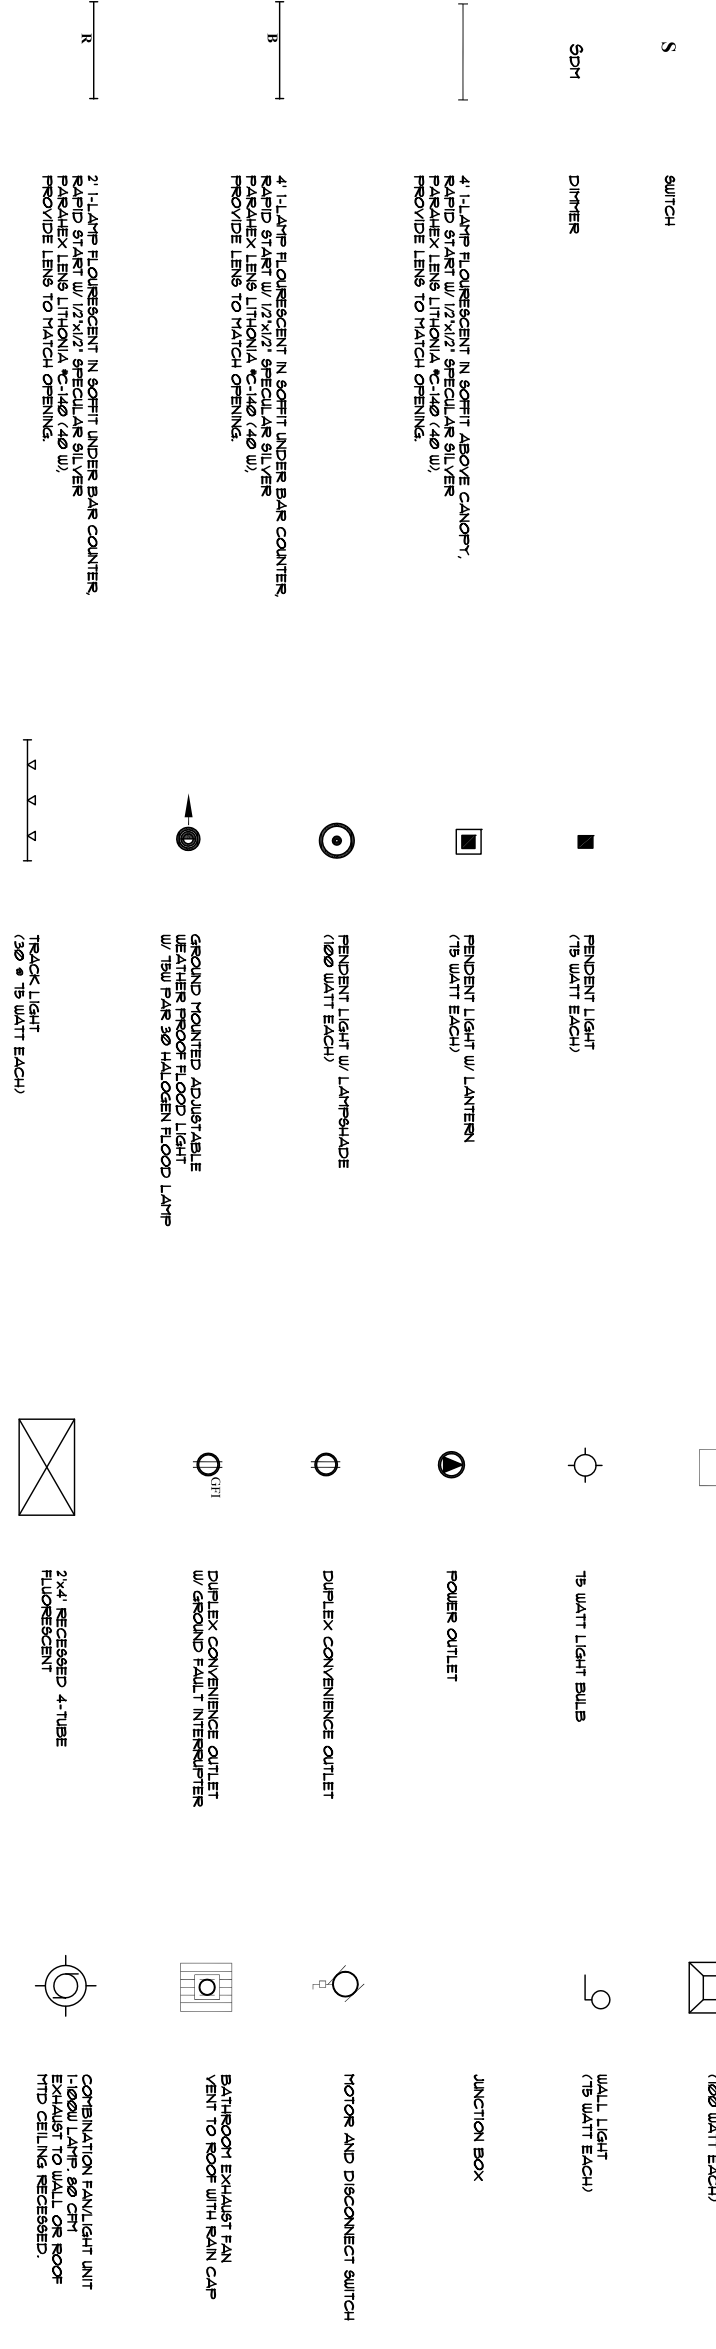 S
SWITCH
SDM
DIMMER
4' 1-LAMP FLOURESCENT IN SOFFIT ABOVE CANOPY,
RAPID START W/ 1/2"x1/2" SPECULAR SILVER
PARAHEX LENS LITHONIA #C-140 (40 W),
PROVIDE LENS TO MATCH OPENING.
B
4' 1-LAMP FLOURESCENT IN SOFFIT UNDER BAR COUNTER,
RAPID START W/ 1/2"x1/2" SPECULAR SILVER
PARAHEX LENS LITHONIA #C-140 (40 W),
PROVIDE LENS TO MATCH OPENING.
R
2' 1-LAMP FLOURESCENT IN SOFFIT UNDER BAR COUNTER,
RAPID START W/ 1/2"x1/2" SPECULAR SILVER
PARAHEX LENS LITHONIA #C-140 (40 W),
PROVIDE LENS TO MATCH OPENING.
PENDENT LIGHT
(75 WATT EACH)
PENDENT LIGHT W/ LANTERN
(75 WATT EACH)
PENDENT LIGHT W/ LAMPSHADE
(100 WATT EACH)
GROUND MOUNTED ADJUSTABLE
WEATHER PROOF FLOOD LIGHT
W/ 75W PAR 30 HALOGEN FLOOD LAMP
TRACK LIGHT
(30 @ 75 WATT EACH)
75 WATT LIGHT BULB
POWER OUTLET
DUPLEX CONVENIENCE OUTLET
GFI
DUPLEX CONVENIENCE OUTLET
W/ GROUND FAULT INTERRUPTER
2'x4' RECESSED 4-TUBE
FLUORESCENT
(100 WATT EACH)
WALL LIGHT
(75 WATT EACH)
JUNCTION BOX
MOTOR AND DISCONNECT SWITCH
BATHROOM EXHAUST FAN
VENT TO ROOF WITH RAIN CAP
COMBINATION FAN/LIGHT UNIT
1-100W LAMP. 80 CFM
EXHAUST TO WALL OR ROOF
MTD CEILING RECESSED.